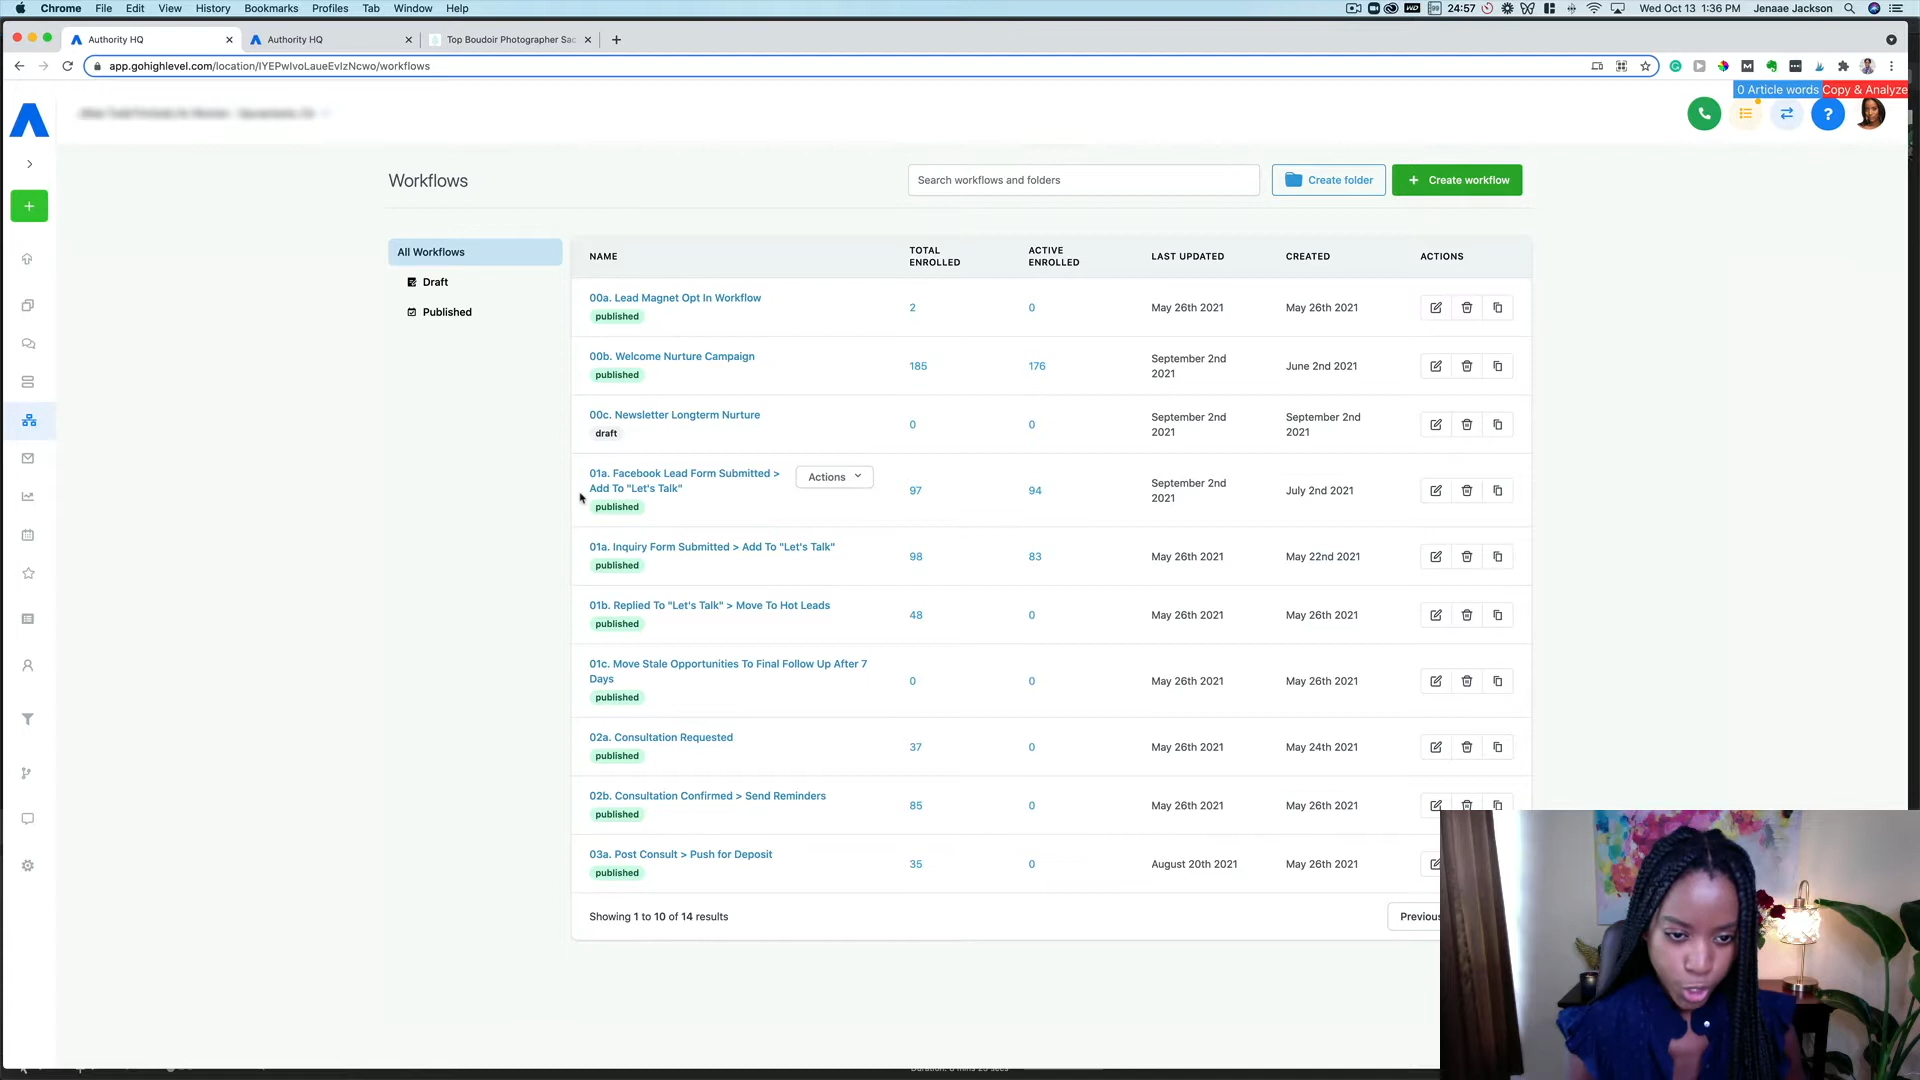 Chrome File Edit View History Bookmarks Profiles Tab Window Help
24:57 Wed Oct 13 1:36 PM Jenaae Jackson
Authority HQ
Authority HQ
Top Boudoir Photographer Sac
app.gohighlevel.com/location/IYEPwIvoLaueEvIzNcwo/workflows
0 Article words Copy & Analyze
Workflows
Search workflows and folders
Create folder
+ Create workflow
All Workflows
Draft
Published
NAME
TOTAL ENROLLED
ACTIVE ENROLLED
LAST UPDATED
CREATED
ACTIONS
00a. Lead Magnet Opt In Workflow
published
2
0
May 26th 2021
May 26th 2021
00b. Welcome Nurture Campaign
published
185
176
September 2nd
2021
June 2nd 2021
00c. Newsletter Longterm Nurture
draft
0
0
September 2nd
2021
September 2nd
2021
01a. Facebook Lead Form Submitted >
Add To "Let's Talk"
published
Actions
97
94
September 2nd
2021
July 2nd 2021
01a. Inquiry Form Submitted > Add To "Let's Talk"
published
98
83
May 26th 2021
May 22nd 2021
01b. Replied To "Let's Talk" > Move To Hot Leads
published
48
0
May 26th 2021
May 26th 2021
01c. Move Stale Opportunities To Final Follow Up After 7
Days
published
0
0
May 26th 2021
May 26th 2021
02a. Consultation Requested
published
37
0
May 26th 2021
May 24th 2021
02b. Consultation Confirmed > Send Reminders
published
85
0
May 26th 2021
May 26th 2021
03a. Post Consult > Push for Deposit
published
35
0
August 20th 2021
May 26th 2021
Showing 1 to 10 of 14 results
Previous